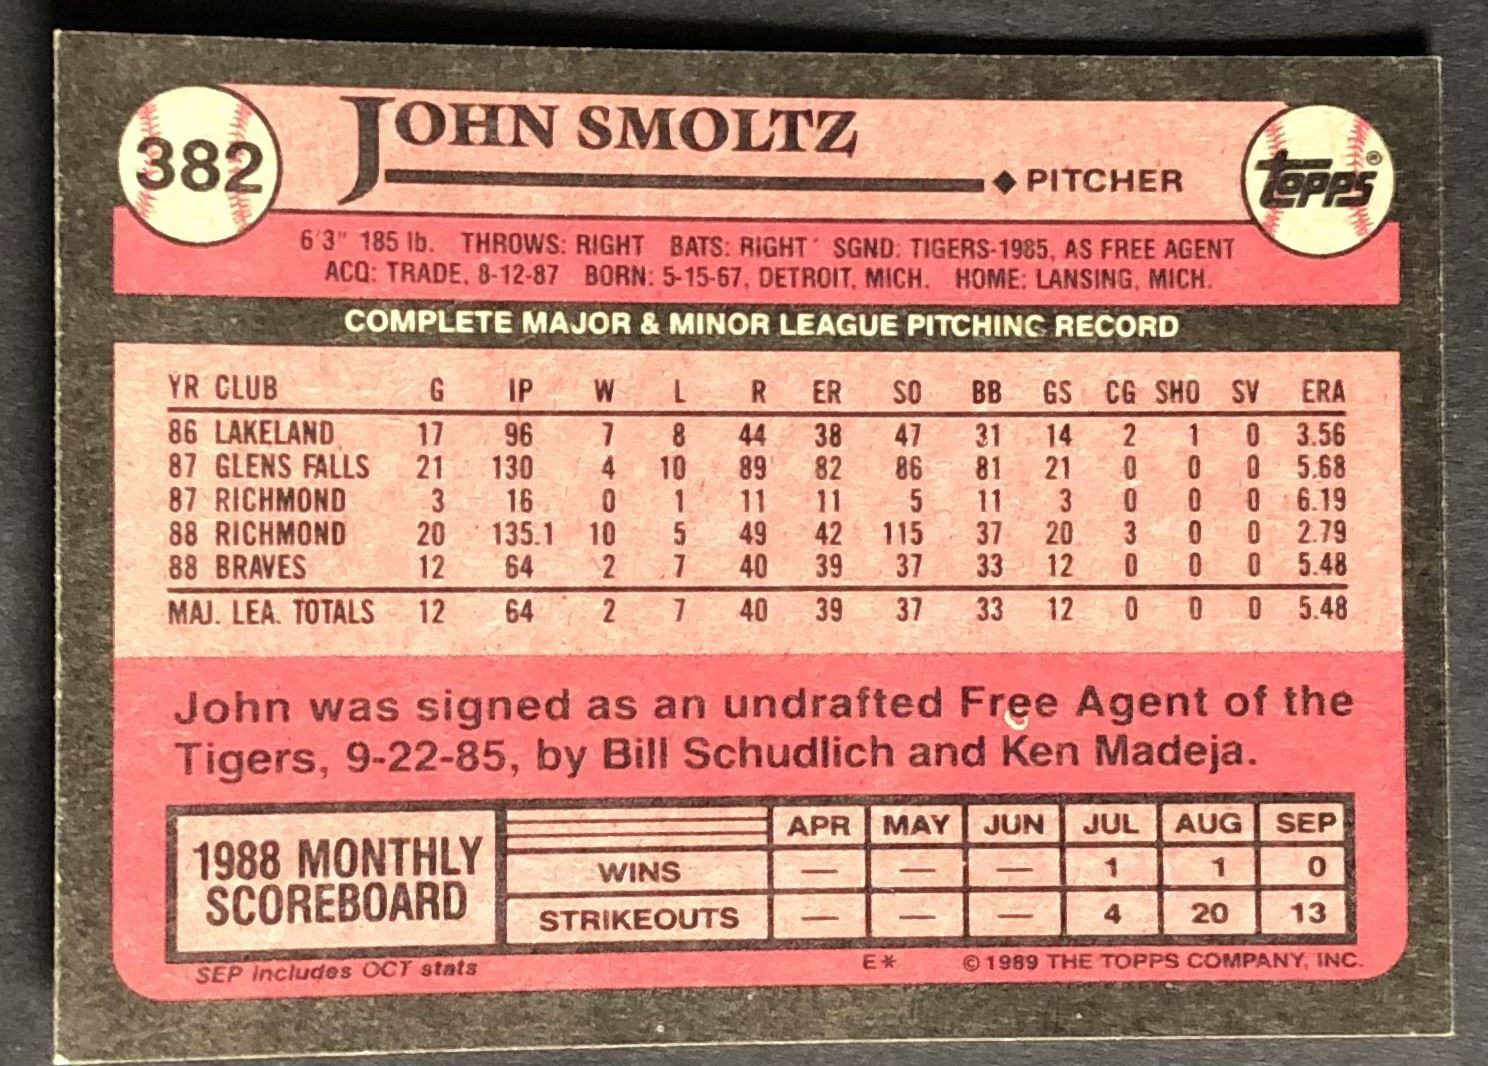 382
JOHN SMOLTZ
◆ PITCHER
topps®
6'3" 185 lb. THROWS: RIGHT BATS: RIGHT SGND: TIGERS-1985, AS FREE AGENT
ACQ: TRADE, 8-12-87 BORN: 5-15-67, DETROIT, MICH. HOME: LANSING, MICH.
COMPLETE MAJOR & MINOR LEAGUE PITCHING RECORD
YR CLUB G IP W L R ER SO BB GS CG SHO SV ERA
86 LAKELAND 17 96 7 8 44 38 47 31 14 2 1 0 3.56
87 GLENS FALLS 21 130 4 10 89 82 86 81 21 0 0 0 5.68
87 RICHMOND 3 16 0 1 11 11 5 11 3 0 0 0 6.19
88 RICHMOND 20 135.1 10 5 49 42 115 37 20 3 0 0 2.79
88 BRAVES 12 64 2 7 40 39 37 33 12 0 0 0 5.48
MAJ. LEA. TOTALS 12 64 2 7 40 39 37 33 12 0 0 0 5.48
John was signed as an undrafted Free Agent of the
Tigers, 9-22-85, by Bill Schudlich and Ken Madeja.
1988 MONTHLY
SCOREBOARD
APR MAY JUN JUL AUG SEP
WINS — — — 1 1 0
STRIKEOUTS — — — 4 20 13
SEP includes OCT stats
E* © 1989 THE TOPPS COMPANY, INC.